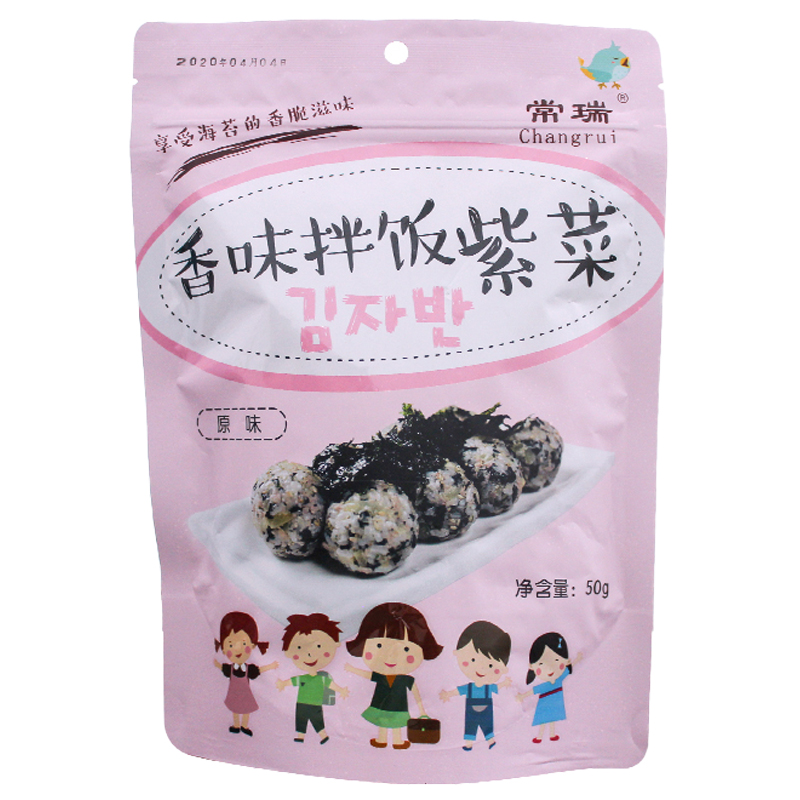 2020年04月04日
常瑞®
Changrui
享受海苔的香脆滋味
香味拌饭紫菜
김자반
原味
净含量: 50g